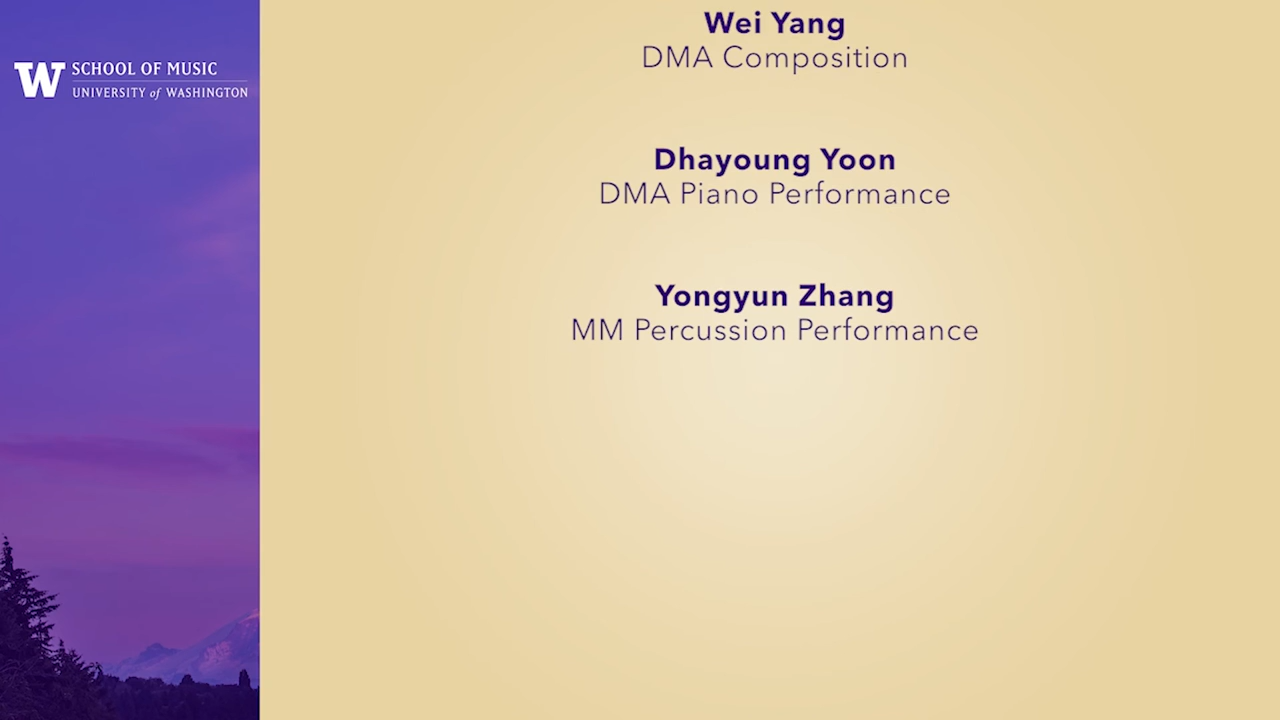 W SCHOOL OF MUSIC
UNIVERSITY of WASHINGTON
Wei Yang
DMA Composition
Dhayoung Yoon
DMA Piano Performance
Yongyun Zhang
MM Percussion Performance